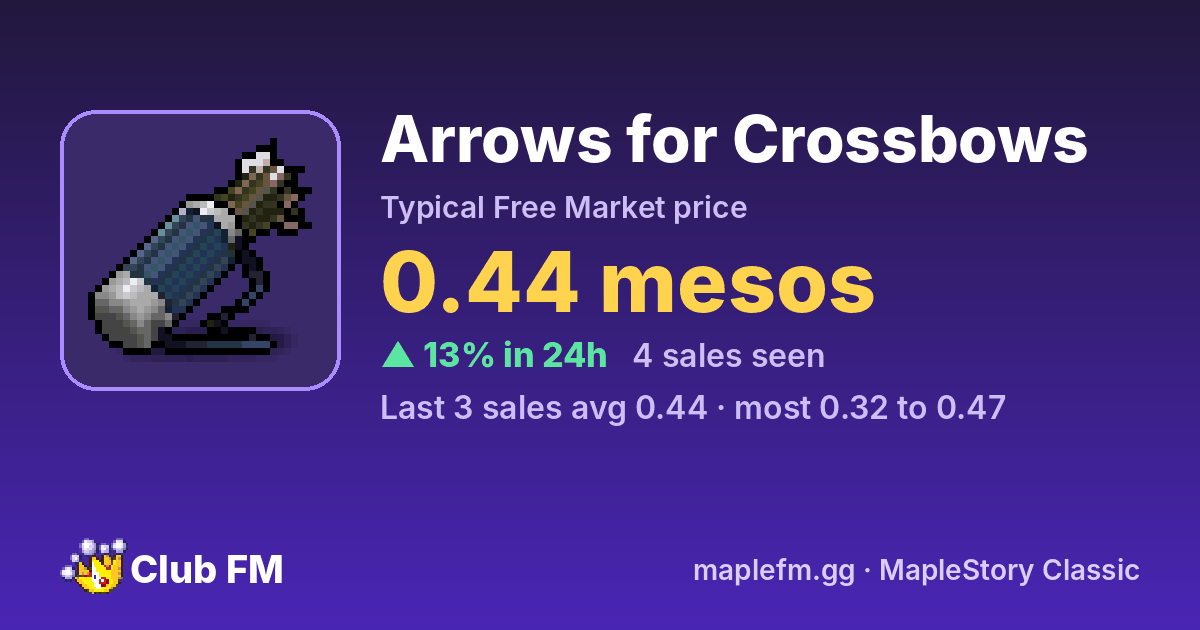 Arrows for Crossbows
Typical Free Market price
0.44 mesos
▲ 13% in 24h 4 sales seen
Last 3 sales avg 0.44 · most 0.32 to 0.47
Club FM
maplefm.gg · MapleStory Classic